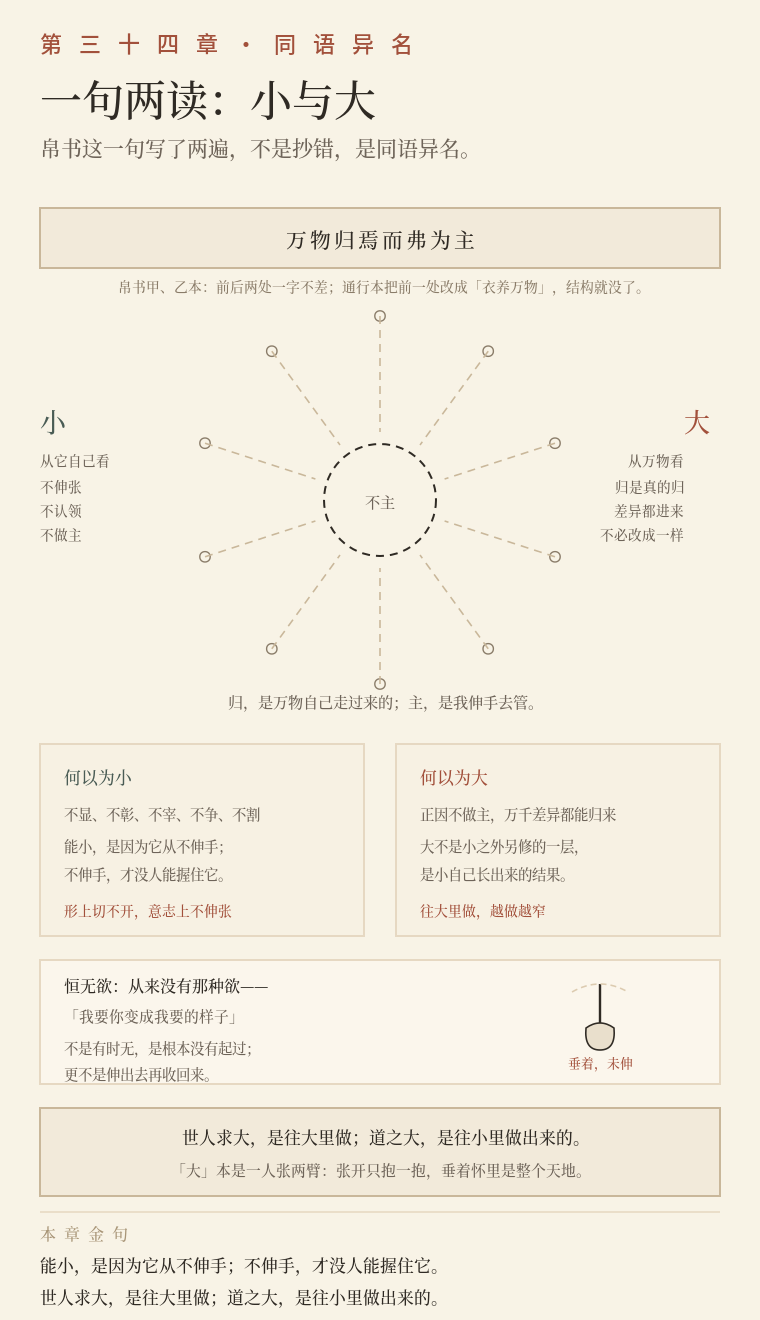 第三十四章·同语异名
一句两读：小与大
帛书这一句写了两遍，不是抄错，是同语异名。
万物归焉而弗为主
帛书甲、乙本：前后两处一字不差；通行本把前一处改成「衣养万物」，结构就没了。
小
从它自己看
不伸张
不认领
不做主
不主
大
从万物看
归是真的归
差异都进来
不必改成一样
归，是万物自己走过来的；主，是我伸手去管。
何以为小
不显、不彰、不宰、不争、不割
能小，是因为它从不伸手；
不伸手，才没人能握住它。
形上切不开，意志上不伸张
何以为大
正因不做主，万千差异都能归来
大不是小之外另修的一层，
是小自己长出来的结果。
往大里做，越做越窄
恒无欲：从来没有那种欲——
「我要你变成我要的样子」
不是有时无，是根本没有起过；
更不是伸出去再收回来。
垂着，未伸
世人求大，是往大里做；道之大，是往小里做出来的。
「大」本是一人张两臂：张开只抱一抱，垂着怀里是整个天地。
本章金句
能小，是因为它从不伸手；不伸手，才没人能握住它。
世人求大，是往大里做；道之大，是往小里做出来的。